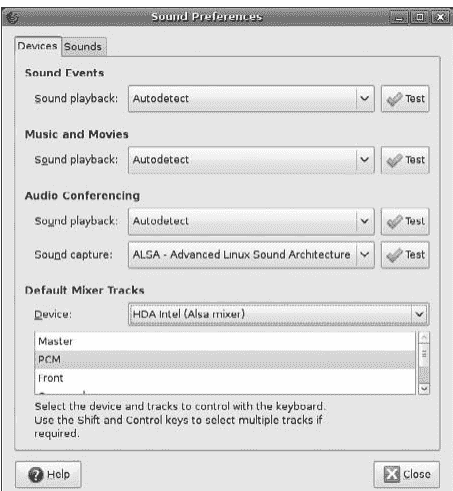 Sound Preferences
Devices Sounds
Sound Events
Sound playback: Autodetect Test
Music and Movies
Sound playback: Autodetect Test
Audio Conferencing
Sound playback: Autodetect Test
Sound capture: ALSA - Advanced Linux Sound Architecture Test
Default Mixer Tracks
Device: HDA Intel (Alsa mixer)
Master
PCM
Front
Select the device and tracks to control with the keyboard.
Use the Shift and Control keys to select multiple tracks if
required.
Help Close